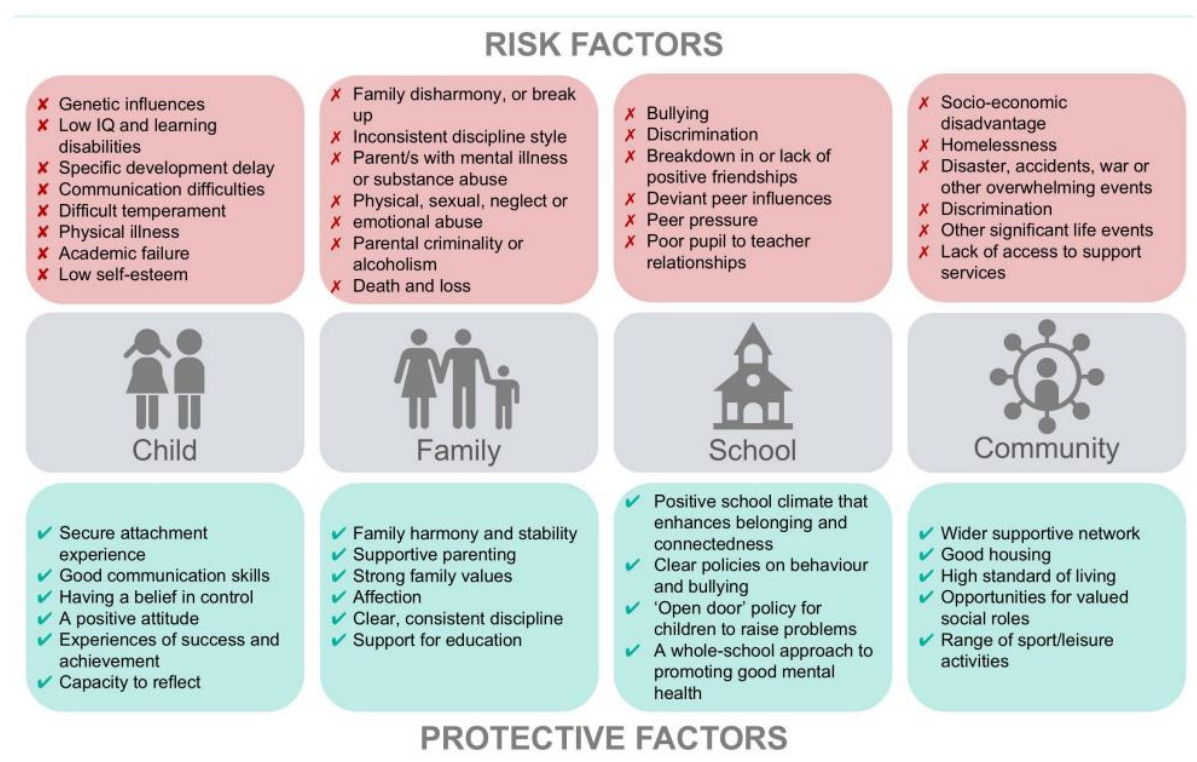 RISK FACTORS
✘ Genetic influences
✘ Low IQ and learning
disabilities
✘ Specific development delay
✘ Communication difficulties
✘ Difficult temperament
✘ Physical illness
✘ Academic failure
✘ Low self-esteem
✗ Family disharmony, or break
up
✗ Inconsistent discipline style
✗ Parent/s with mental illness
or substance abuse
✗ Physical, sexual, neglect or
✗ emotional abuse
✗ Parental criminality or
alcoholism
✗ Death and loss
✗ Bullying
✗ Discrimination
✗ Breakdown in or lack of
positive friendships
✗ Deviant peer influences
✗ Peer pressure
✗ Poor pupil to teacher
relationships
✗ Socio-economic
disadvantage
✗ Homelessness
✗ Disaster, accidents, war or
other overwhelming events
✗ Discrimination
✗ Other significant life events
✗ Lack of access to support
services
Child
Family
School
Community
✔ Secure attachment
experience
✔ Good communication skills
✔ Having a belief in control
✔ A positive attitude
✔ Experiences of success and
achievement
✔ Capacity to reflect
✔ Family harmony and stability
✔ Supportive parenting
✔ Strong family values
✔ Affection
✔ Clear, consistent discipline
✔ Support for education
✔ Positive school climate that
enhances belonging and
connectedness
✔ Clear policies on behaviour
and bullying
✔ ‘Open door’ policy for
children to raise problems
✔ A whole-school approach to
promoting good mental
health
✔ Wider supportive network
✔ Good housing
✔ High standard of living
✔ Opportunities for valued
social roles
✔ Range of sport/leisure
activities
PROTECTIVE FACTORS